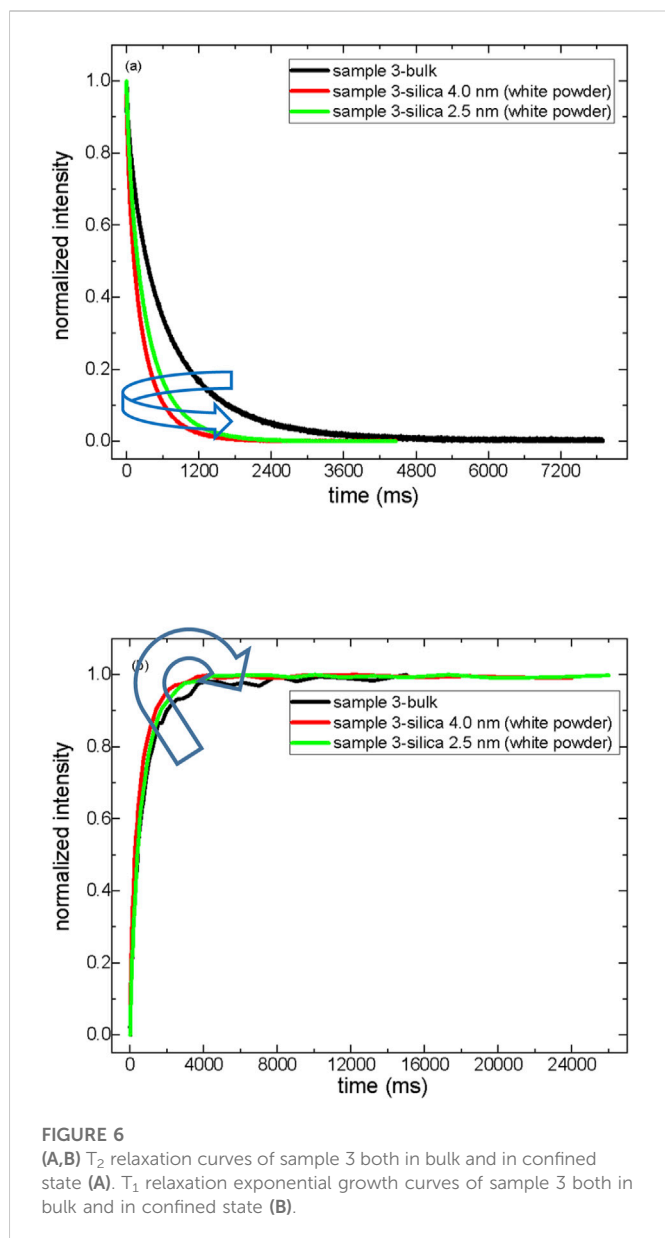 (a)
sample 3-bulk
sample 3-silica 4.0 nm (white powder)
sample 3-silica 2.5 nm (white powder)
1.0
0.8
0.6
0.4
0.2
0.0
normalized intensity
0 1200 2400 3600 4800 6000 7200
time (ms)
(b)
sample 3-bulk
sample 3-silica 4.0 nm (white powder)
sample 3-silica 2.5 nm (white powder)
1.0
0.8
0.6
0.4
0.2
0.0
normalized intensity
0 4000 8000 12000 16000 20000 24000
time (ms)
FIGURE 6
(A,B) T₂ relaxation curves of sample 3 both in bulk and in confined
state (A). T₁ relaxation exponential growth curves of sample 3 both in
bulk and in confined state (B).